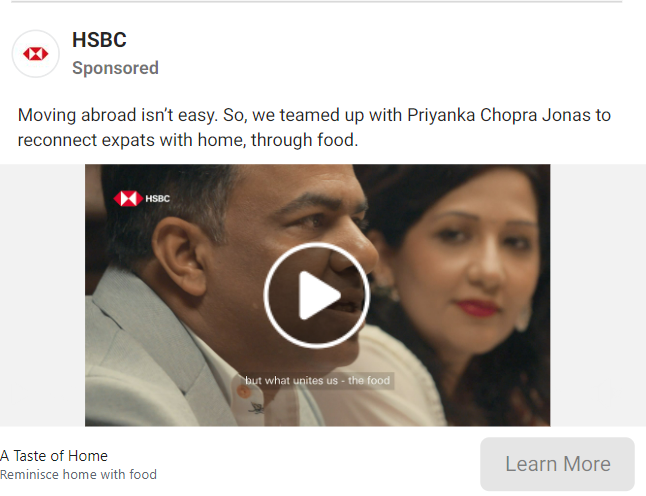 HSBC
Sponsored
Moving abroad isn’t easy. So, we teamed up with Priyanka Chopra Jonas to
reconnect expats with home, through food.
HSBC
but what unites us - the food
A Taste of Home
Reminisce home with food
Learn More